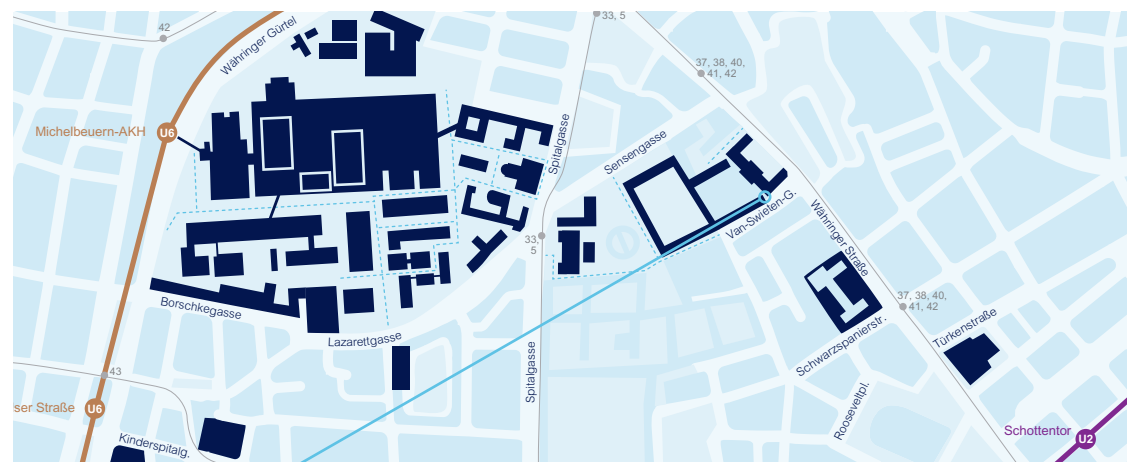 33, 5
42
Währinger Gürtel
37, 38, 40,
41, 42
Michelbeuern-AKH
U6
Spitalgasse
Sensengasse
Van-Swieten-G.
Währinger Straße
33,
5
37, 38, 40,
41, 42
Borschkegasse
Türkenstraße
Lazarettgasse
Schwarzspanierstr.
Spitalgasse
43
ser Straße
U6
Rooseveltpl.
Schottentor
U2
Kinderspitalg.